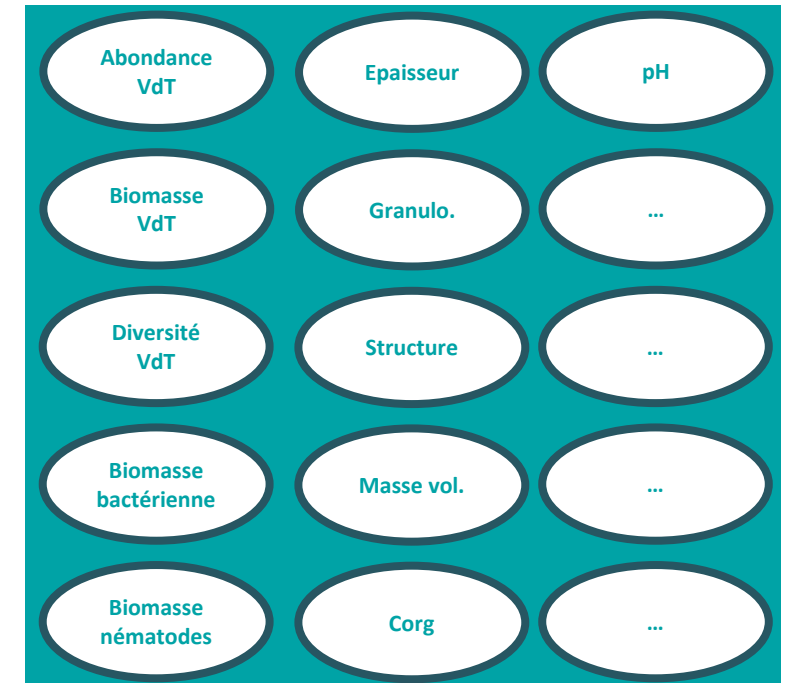 Abondance
VdT
Epaisseur
pH
Biomasse
VdT
Granulo.
...
Diversité
VdT
Structure
...
Biomasse
bactérienne
Masse vol.
...
Biomasse
nématodes
Corg
...